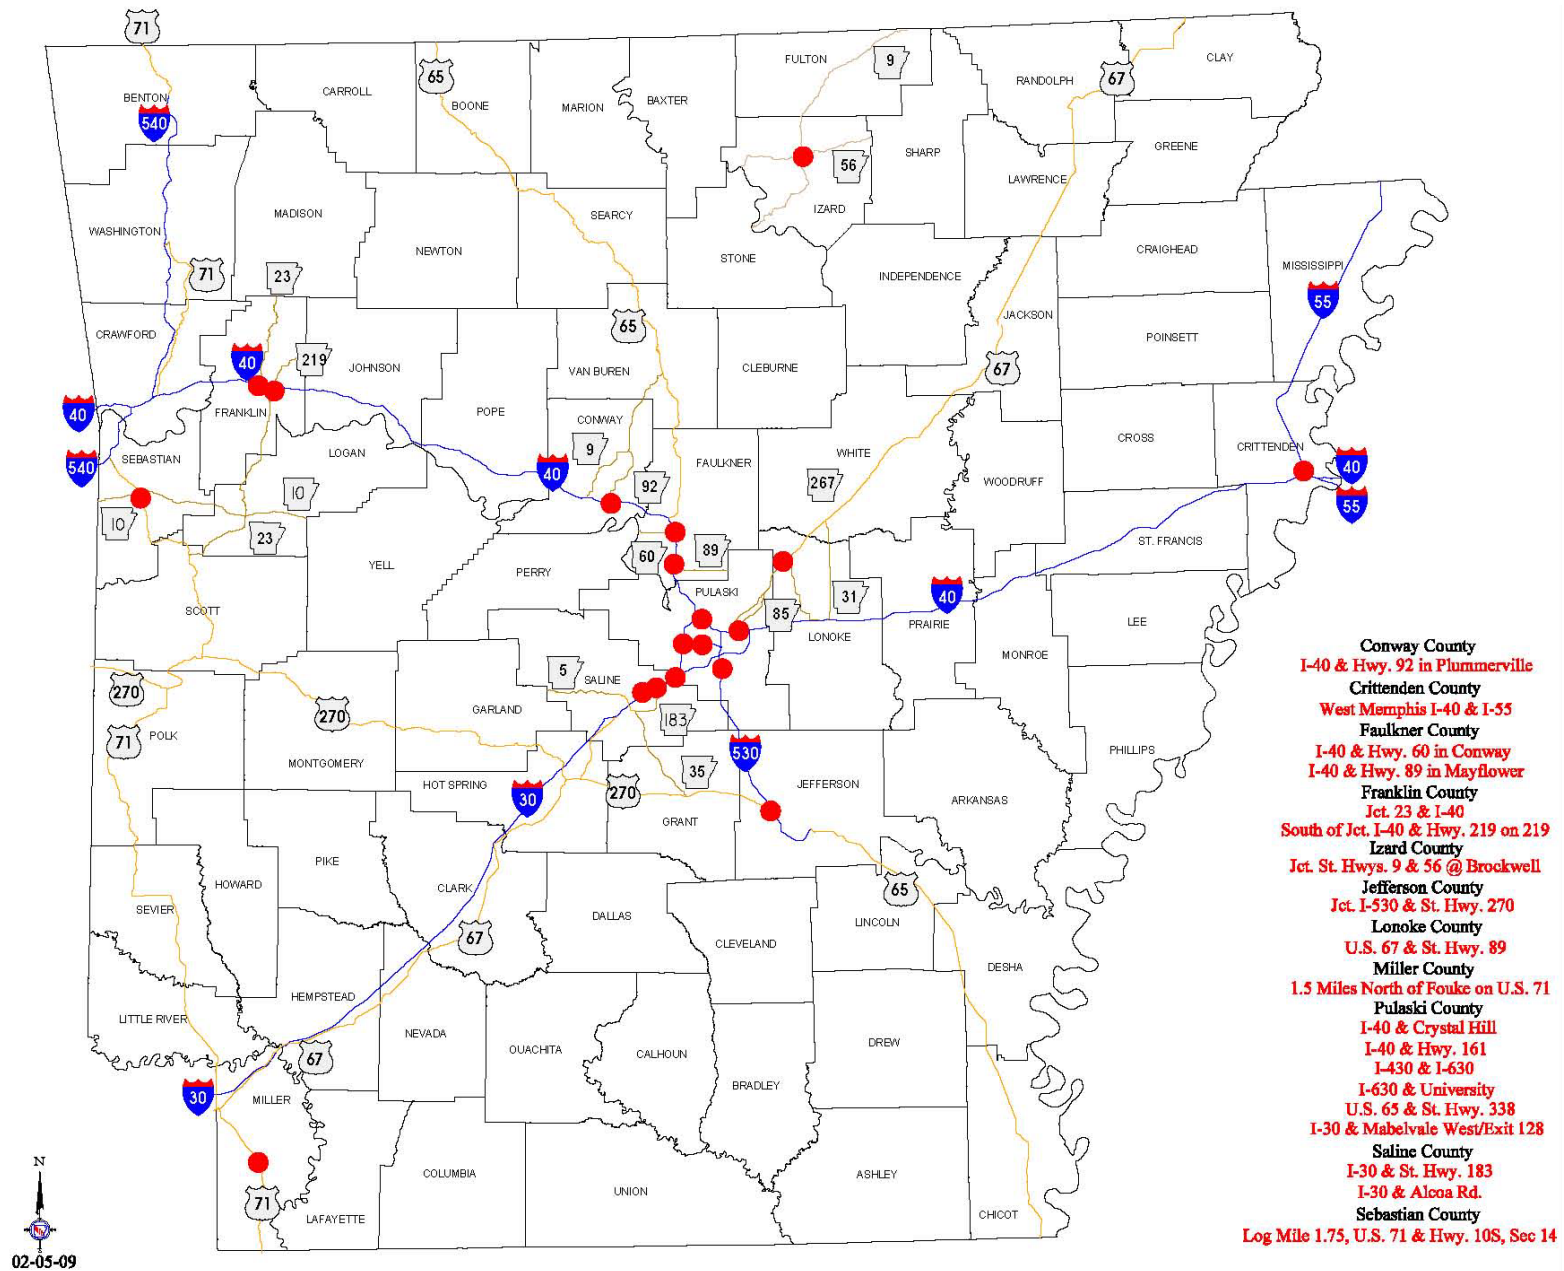 71
FULTON
9
CLAY
65
RANDOLPH
67
BENTON
CARROLL
BOONE
MARION
BAXTER
540
GREENE
SHARP
56
LAWRENCE
IZARD
MADISON
SEARCY
WASHINGTON
NEWTON
CRAIGHEAD
STONE
MISSISSIPPI
71
23
INDEPENDENCE
55
JACKSON
65
CRAWFORD
POINSETT
40
219
JOHNSON
VAN BUREN
CLEBURNE
67
40
FRANKLIN
POPE
CONWAY
CROSS
CRITTENDEN
9
LOGAN
WHITE
SEBASTIAN
FAULKNER
540
40
40
92
267
WOODRUFF
10
55
10
23
ST. FRANCIS
60
89
YELL
PERRY
PULASKI
40
31
SCOTT
85
LONOKE
PRAIRIE
LEE
MONROE
5
SALINE
270
GARLAND
270
183
71
POLK
530
PHILLIPS
MONTGOMERY
35
HOT SPRING
JEFFERSON
270
30
ARKANSAS
GRANT
PIKE
HOWARD
CLARK
65
SEVIER
DALLAS
LINCOLN
67
CLEVELAND
DESHA
HEMPSTEAD
LITTLE RIVER
NEVADA
OUACHITA
CALHOUN
DREW
67
BRADLEY
30
MILLER
COLUMBIA
ASHLEY
UNION
71
LAFAYETTE
CHICOT
Conway County
I-40 & Hwy. 92 in Plummerville
Crittenden County
West Memphis I-40 & I-55
Faulkner County
I-40 & Hwy. 60 in Conway
I-40 & Hwy. 89 in Mayflower
Franklin County
Jct. 23 & I-40
South of Jct. I-40 & Hwy. 219 on 219
Izard County
Jct. St. Hwys. 9 & 56 @ Brockwell
Jefferson County
Jct. I-530 & St. Hwy. 270
Lonoke County
U.S. 67 & St. Hwy. 89
Miller County
1.5 Miles North of Fouke on U.S. 71
Pulaski County
I-40 & Crystal Hill
I-40 & Hwy. 161
I-430 & I-630
I-630 & University
U.S. 65 & St. Hwy. 338
I-30 & Mabelvale West/Exit 128
Saline County
I-30 & St. Hwy. 183
I-30 & Alcoa Rd.
Sebastian County
Log Mile 1.75, U.S. 71 & Hwy. 10S, Sec 14
N
02-05-09